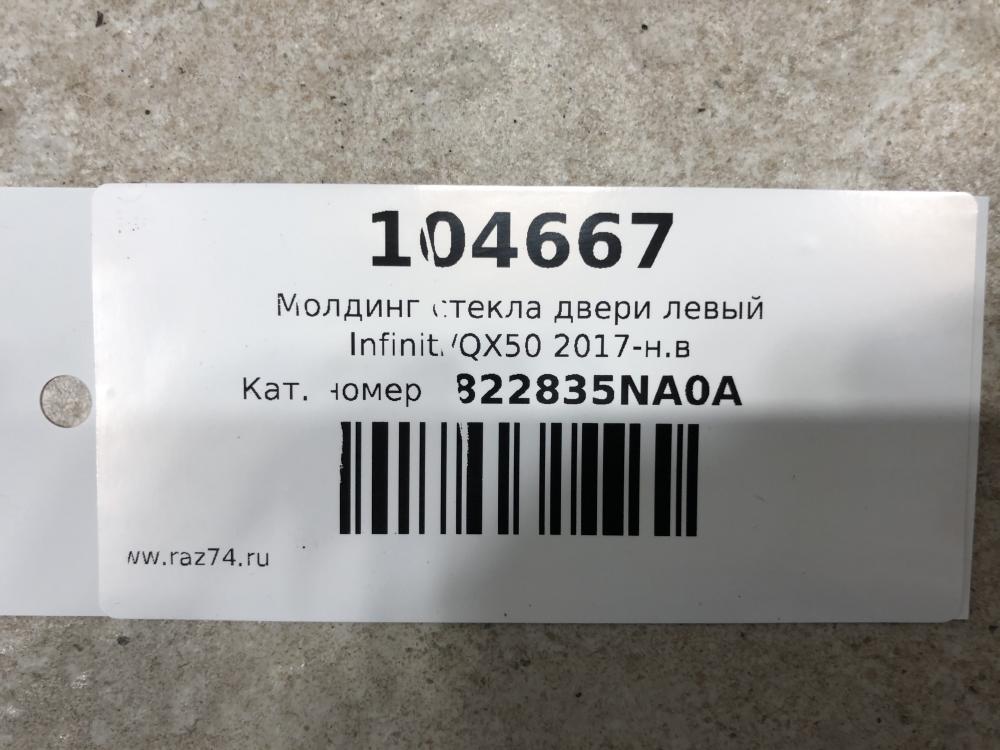 104667
Молдинг стекла двери левый
Infiniti/QX50 2017-н.в
Кат. номер 822835NA0A
ww.raz74.ru